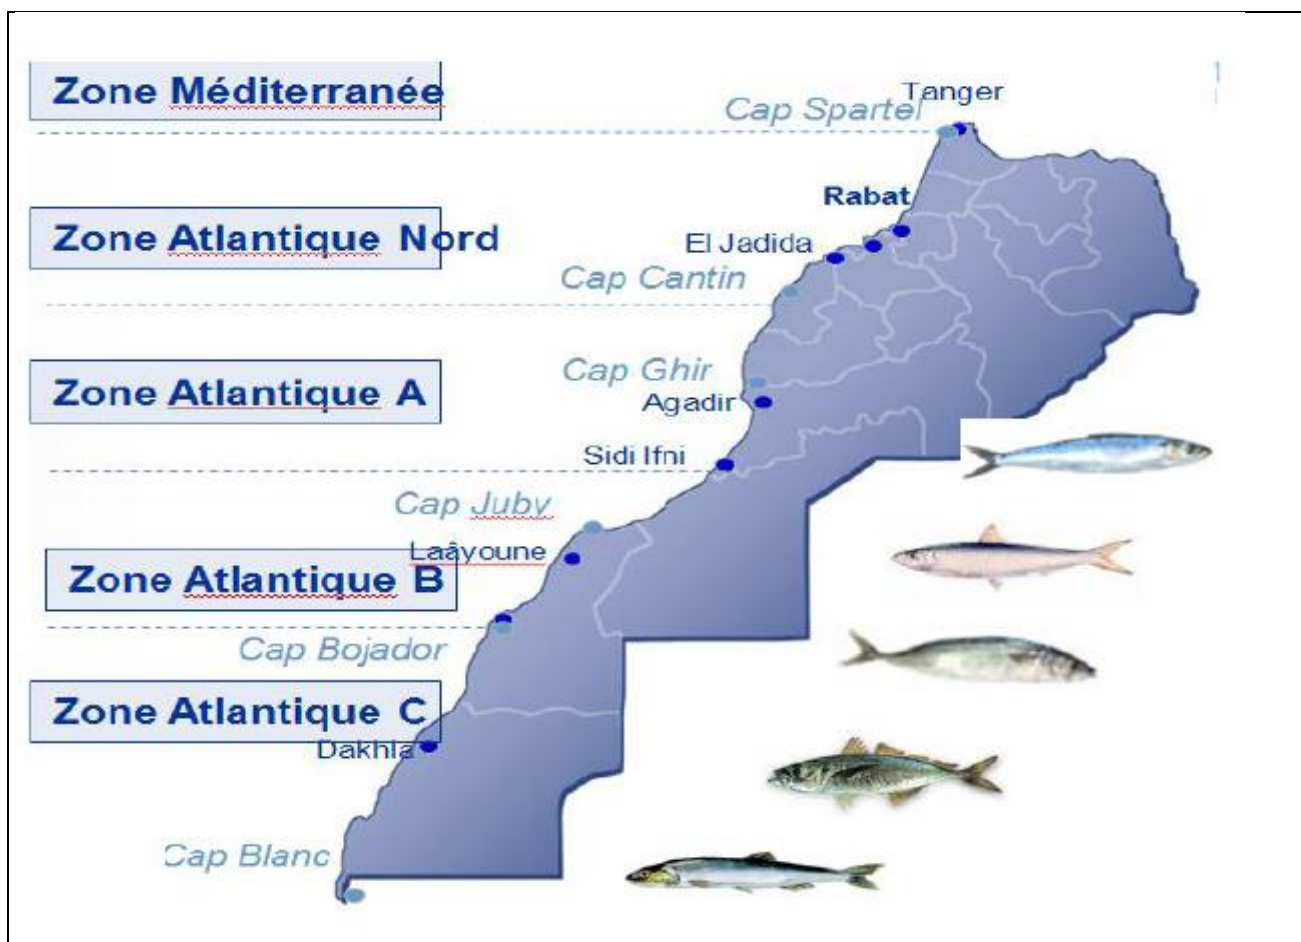 Zone Méditerranée
Tanger
Cap Spartel
Rabat
Zone Atlantique Nord
El Jadida
Cap Cantin
Zone Atlantique A
Cap Ghir
Agadir
Sidi Ifni
Cap Juby
Laâyoune
Zone Atlantique B
Cap Bojador
Zone Atlantique C
Dakhla
Cap Blanc